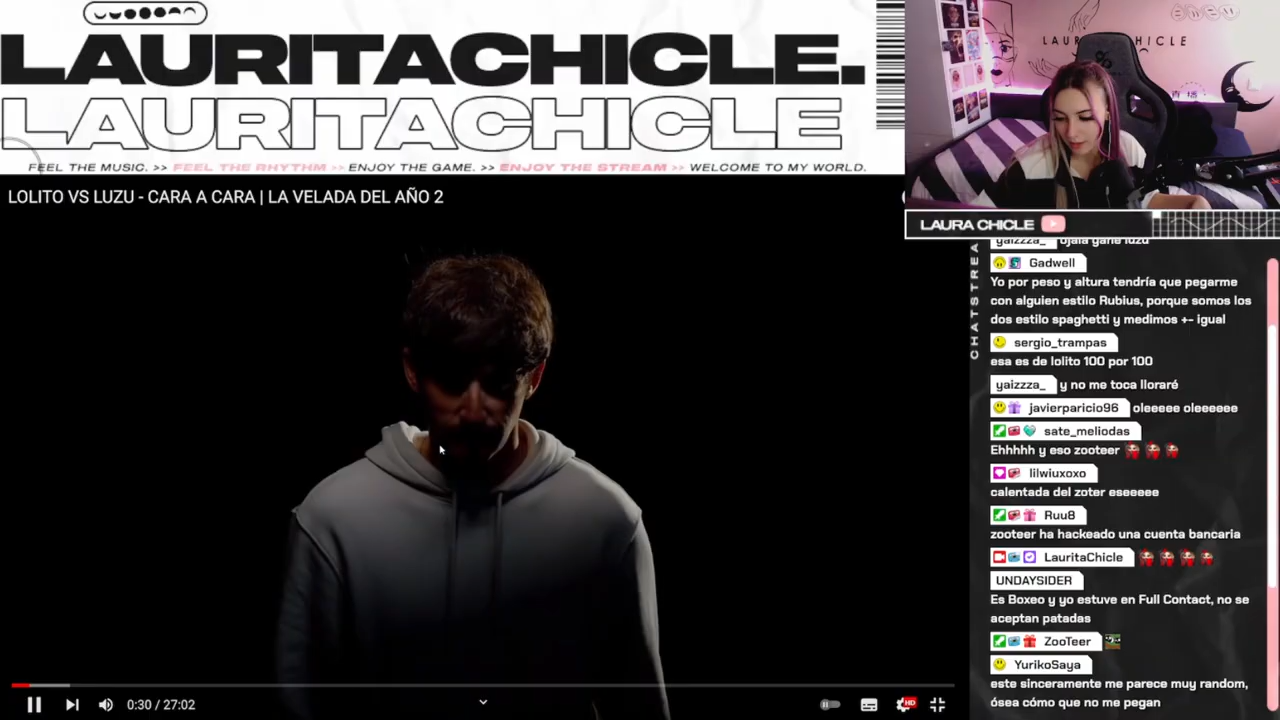 LAURITACHICLE.
LAURITACHICLE
FEEL THE MUSIC. >> FEEL THE RHYTHM >> ENJOY THE GAME. >> ENJOY THE STREAM >> WELCOME TO MY WORLD.
LOLITO VS LUZU - CARA A CARA | LA VELADA DEL AÑO 2
0:30 / 27:02
HD
LAURA CHICLE
CHATSTREA
yaizzza_ ojala gane luzu
Gadwell
Yo por peso y altura tendría que pegarme
con alguien estilo Rubius, porque somos los
dos estilo spaghetti y medimos +- igual
sergio_trampas
esa es de lolito 100 por 100
yaizzza_ y no me toca lloraré
javierparicio96 oleeeee oleeeeee
sate_meliodas
Ehhhhh y eso zooteer
lilwiuxoxo
calentada del zoter eseeeee
Ruu8
zooteer ha hackeado una cuenta bancaria
LauritaChicle
UNDAYSIDER
Es Boxeo y yo estuve en Full Contact, no se
aceptan patadas
ZooTeer
YurikoSaya
este sinceramente me parece muy random,
ósea cómo que no me pegan